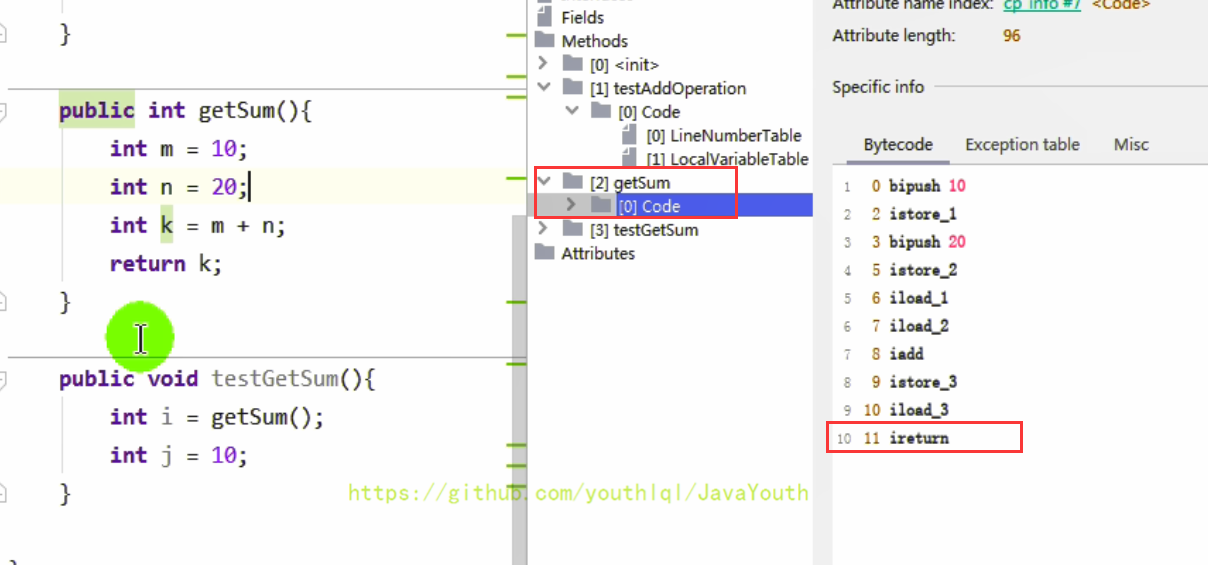 }
public int getSum(){
int m = 10;
int n = 20;
int k = m + n;
return k;
}
public void testGetSum(){
int i = getSum();
int j = 10;
}
https://github.com/youthlql/JavaYouth
Fields
Methods
[0] <init>
[1] testAddOperation
[0] Code
[0] LineNumberTable
[1] LocalVariableTable
[2] getSum
[0] Code
[3] testGetSum
Attributes
Attribute name index: cp_info #7 <Code>
Attribute length: 96
Specific info
Bytecode Exception table Misc
1 0 bipush 10
2 2 istore_1
3 3 bipush 20
4 5 istore_2
5 6 iload_1
6 7 iload_2
7 8 iadd
8 9 istore_3
9 10 iload_3
10 11 ireturn